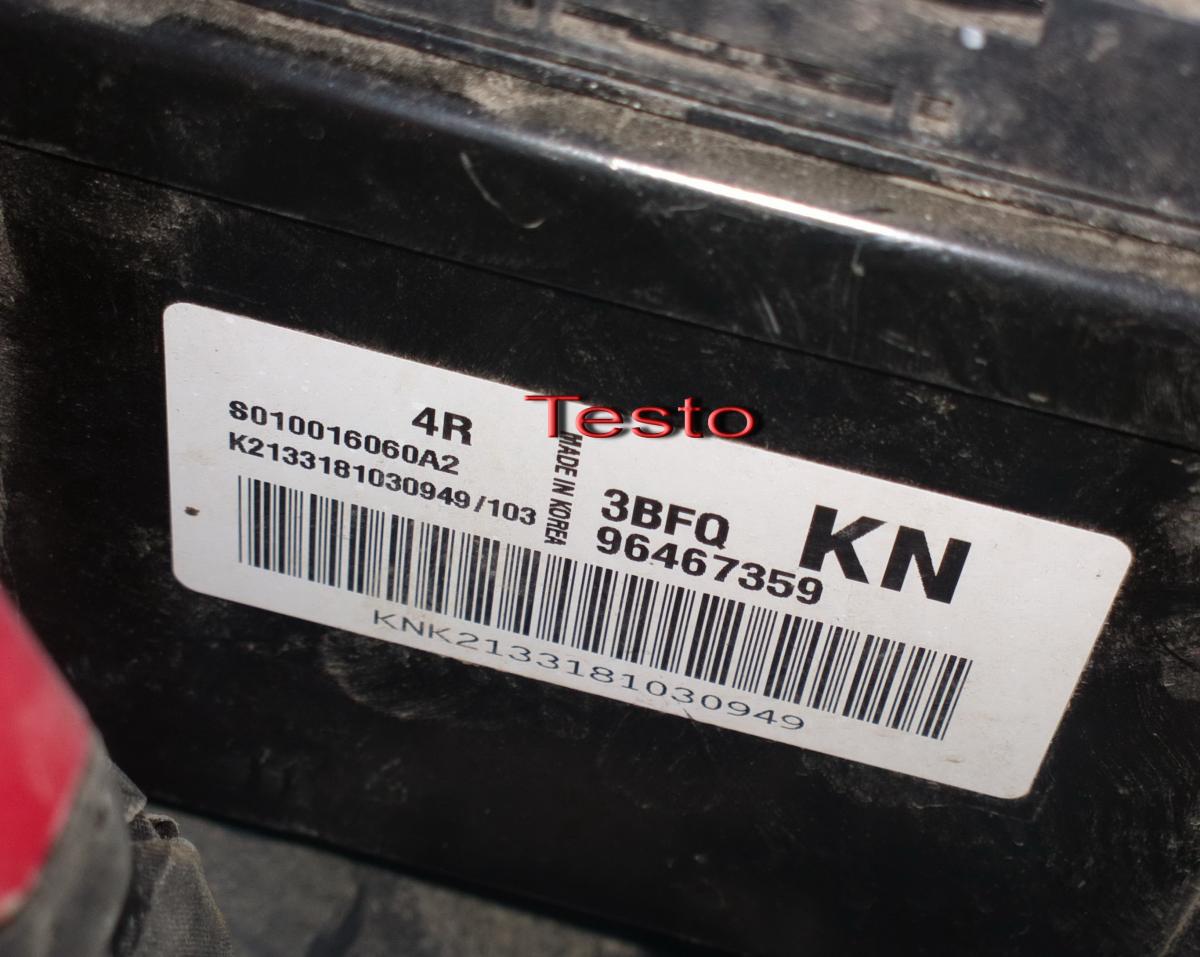 Testo
4R
S010016060A2
K2133181030949/103
MADE IN KOREA
3BFQ
96467359
KN
KNK2133181030949